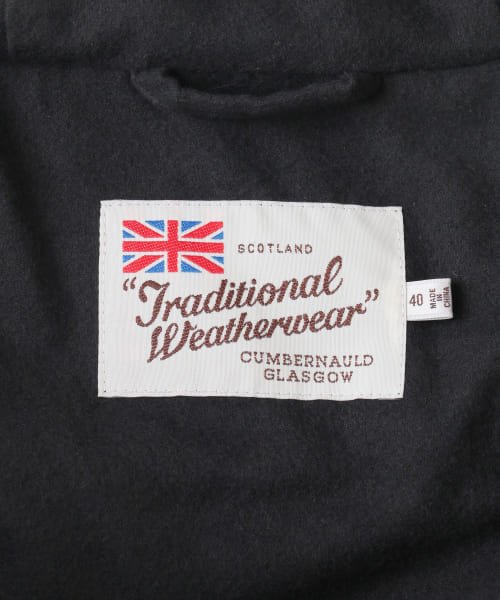 SCOTLAND
"Traditional
Weatherwear"
CUMBERNAULD
GLASGOW
40
MADE
IN
CHINA